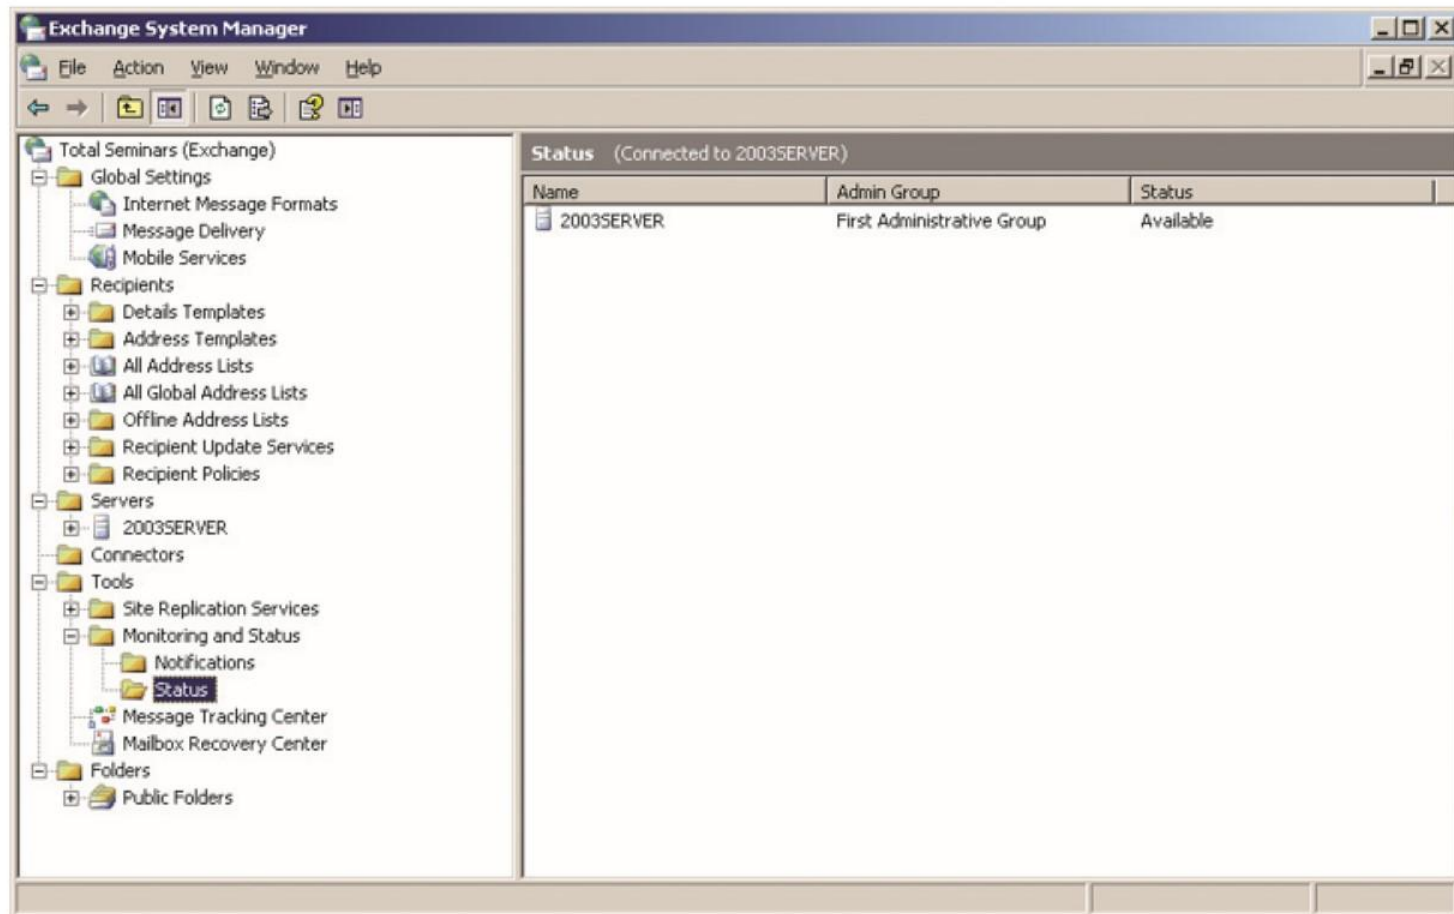 Exchange System Manager
File Action View Window Help
Total Seminars (Exchange)
Global Settings
Internet Message Formats
Message Delivery
Mobile Services
Recipients
Details Templates
Address Templates
All Address Lists
All Global Address Lists
Offline Address Lists
Recipient Update Services
Recipient Policies
Servers
2003SERVER
Connectors
Tools
Site Replication Services
Monitoring and Status
Notifications
Status
Message Tracking Center
Mailbox Recovery Center
Folders
Public Folders
Status (Connected to 2003SERVER)
Name Admin Group Status
2003SERVER First Administrative Group Available